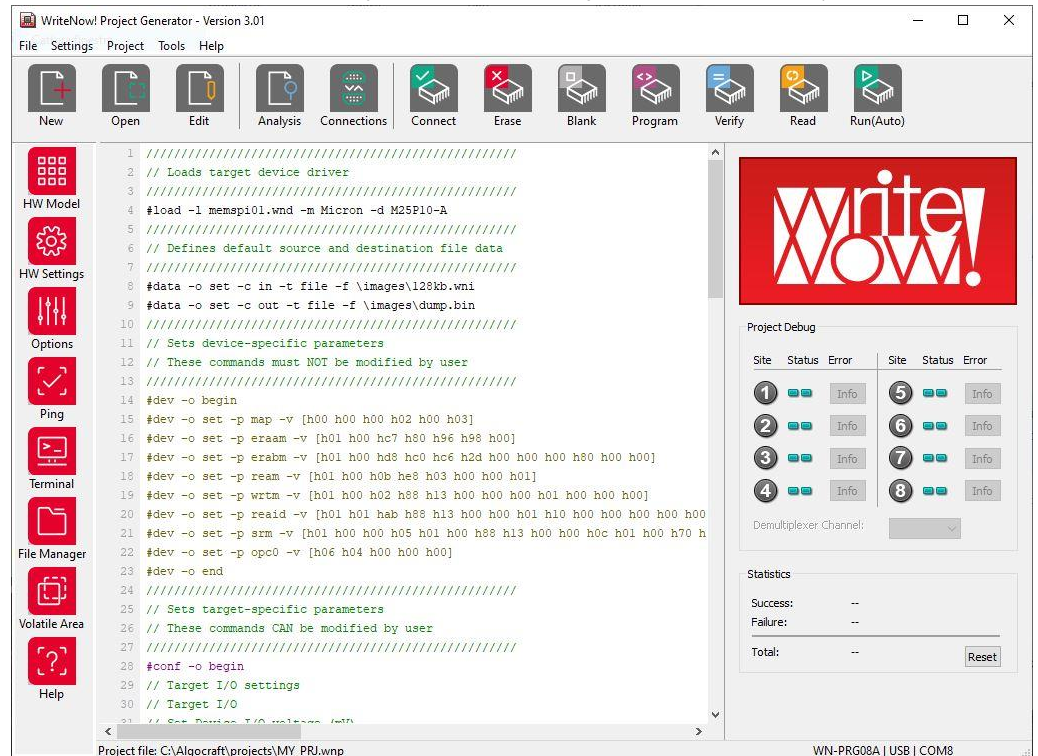 WriteNow! Project Generator - Version 3.01
File Settings Project Tools Help
New Open Edit Analysis Connections Connect Erase Blank Program Verify Read Run(Auto)
HW Model
HW Settings
Options
Ping
Terminal
File Manager
Volatile Area
Help
1 ////////////////////////////////////////////////////
2 // Loads target device driver
3 ////////////////////////////////////////////////////
4 #load -l memspi01.wnd -m Micron -d M25P10-A
5 ////////////////////////////////////////////////////
6 // Defines default source and destination file data
7 ////////////////////////////////////////////////////
8 #data -o set -c in -t file -f \images\128kb.wni
9 #data -o set -c out -t file -f \images\dump.bin
10 ////////////////////////////////////////////////////
11 // Sets device-specific parameters
12 // These commands must NOT be modified by user
13 ////////////////////////////////////////////////////
14 #dev -o begin
15 #dev -o set -p map -v [h00 h00 h00 h02 h00 h03]
16 #dev -o set -p eraam -v [h01 h00 hc7 h80 h96 h98 h00]
17 #dev -o set -p erabm -v [h01 h00 hd8 hc0 hc6 h2d h00 h00 h00 h80 h00 h00]
18 #dev -o set -p ream -v [h01 h00 h0b he8 h03 h00 h00 h01]
19 #dev -o set -p wrtm -v [h01 h00 h02 h88 h13 h00 h00 h00 h01 h00 h00 h00]
20 #dev -o set -p reaid -v [h01 h01 hab h88 h13 h00 h00 h01 h10 h00 h00 h00 h00 h00
21 #dev -o set -p srm -v [h01 h00 h00 h05 h01 h00 h88 h13 h00 h00 h0c h01 h00 h70 h
22 #dev -o set -p opc0 -v [h06 h04 h00 h00 h00]
23 #dev -o end
24 ////////////////////////////////////////////////////
25 // Sets target-specific parameters
26 // These commands CAN be modified by user
27 ////////////////////////////////////////////////////
28 #conf -o begin
29 // Target I/O settings
30 // Target I/O
31 // Set Device I/O voltage (mV)
Write
Now!
Project Debug
Site Status Error Site Status Error
1 Info 5 Info
2 Info 6 Info
3 Info 7 Info
4 Info 8 Info
Demultiplexer Channel:
Statistics
Success: --
Failure: --
Total: -- Reset
Project file: C:\Algocraft\projects\MY_PRJ.wnp WN-PRG08A | USB | COM8